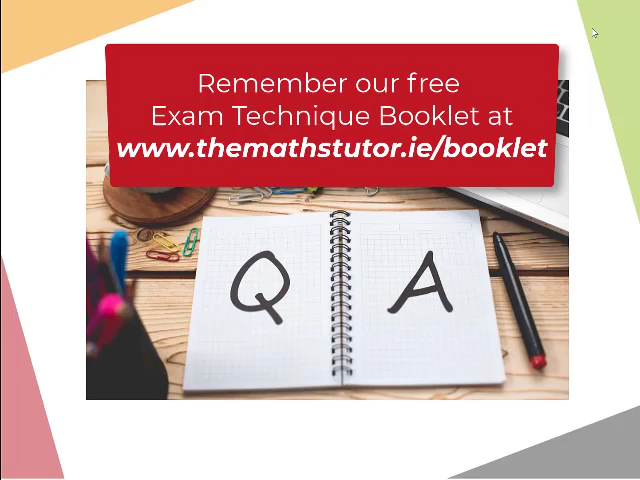 Remember our free
Exam Technique Booklet at
www.themathstutor.ie/booklet
Q A